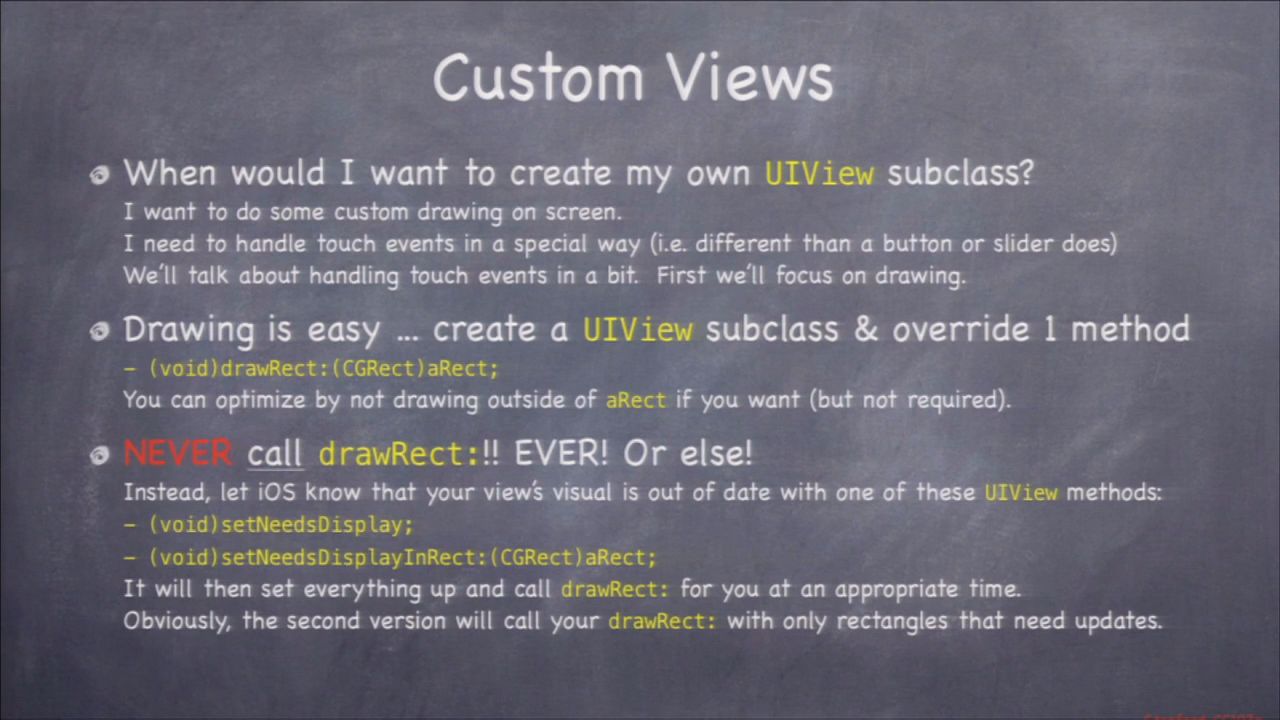 Custom Views
When would I want to create my own UIView subclass?
I want to do some custom drawing on screen.
I need to handle touch events in a special way (i.e. different than a button or slider does)
We'll talk about handling touch events in a bit. First we'll focus on drawing.
Drawing is easy ... create a UIView subclass & override 1 method
- (void)drawRect:(CGRect)aRect;
You can optimize by not drawing outside of aRect if you want (but not required).
NEVER call drawRect:!! EVER! Or else!
Instead, let iOS know that your view's visual is out of date with one of these UIView methods:
- (void)setNeedsDisplay;
- (void)setNeedsDisplayInRect:(CGRect)aRect;
It will then set everything up and call drawRect: for you at an appropriate time.
Obviously, the second version will call your drawRect: with only rectangles that need updates.